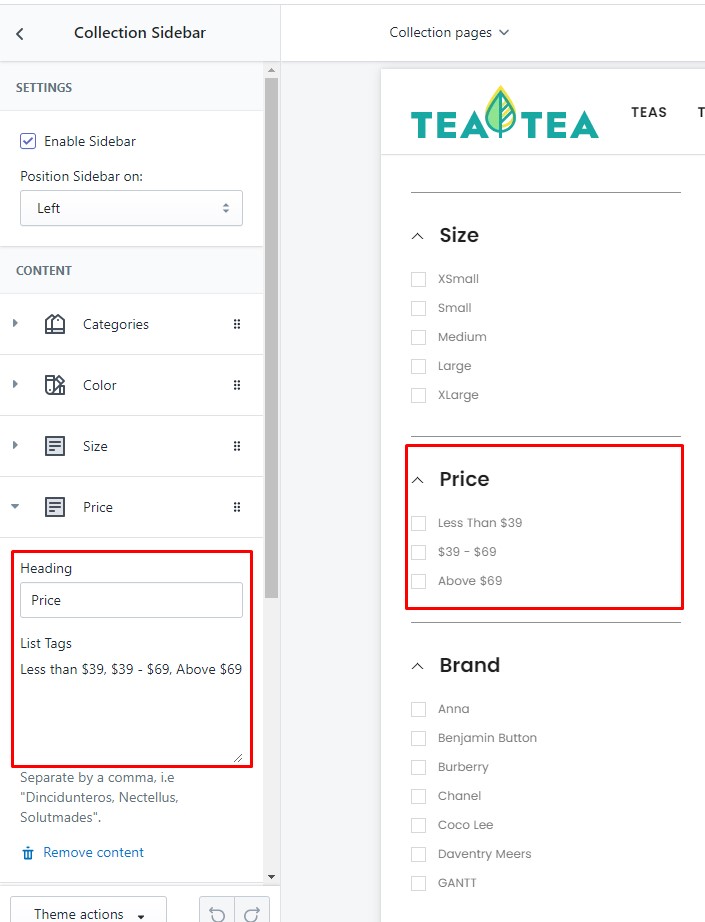 Collection Sidebar
SETTINGS
Enable Sidebar
Position Sidebar on:
Left
CONTENT
Categories
Color
Size
Price
Heading
Price
List Tags
Less than $39, $39 - $69, Above $69
Separate by a comma, i.e
"Dincidunteros, Nectellus,
Solutmades".
Remove content
Theme actions
Collection pages
TEA TEA
TEAS
T
Size
XSmall
Small
Medium
Large
XLarge
Price
Less Than $39
$39 - $69
Above $69
Brand
Anna
Benjamin Button
Burberry
Chanel
Coco Lee
Daventry Meers
GANTT